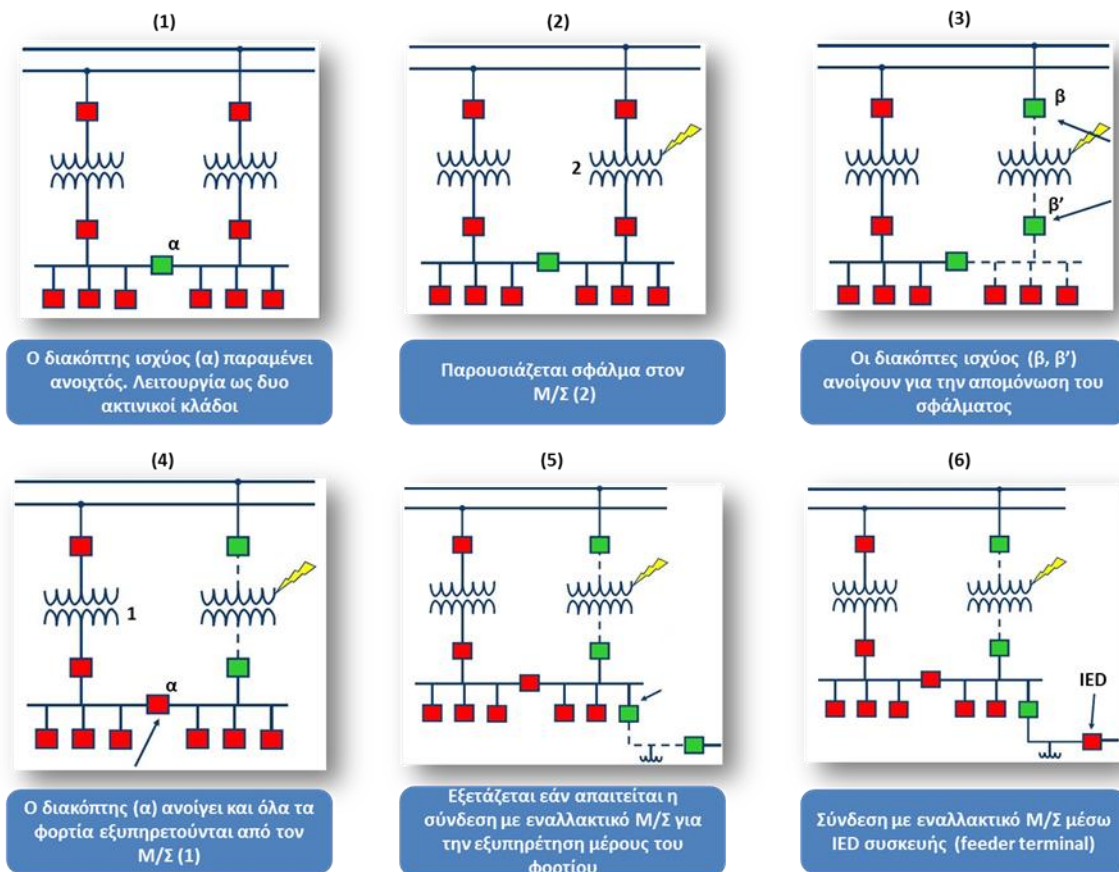 (1)
(2)
(3)
α
2
β
β’
Ο διακόπτης ισχύος (α) παραμένει
ανοιχτός. Λειτουργία ως δυο
ακτινικοί κλάδοι
Παρουσιάζεται σφάλμα στον
Μ/Σ (2)
Οι διακόπτες ισχύος (β, β’)
ανοίγουν για την απομόνωση του
σφάλματος
(4)
(5)
(6)
1
α
IED
Ο διακόπτης (α) ανοίγει και όλα τα
φορτία εξυπηρετούνται από τον
Μ/Σ (1)
Εξετάζεται εάν απαιτείται η
σύνδεση με εναλλακτικό Μ/Σ για
την εξυπηρέτηση μέρους του
φορτίου
Σύνδεση με εναλλακτικό Μ/Σ μέσω
IED συσκευής (feeder terminal)